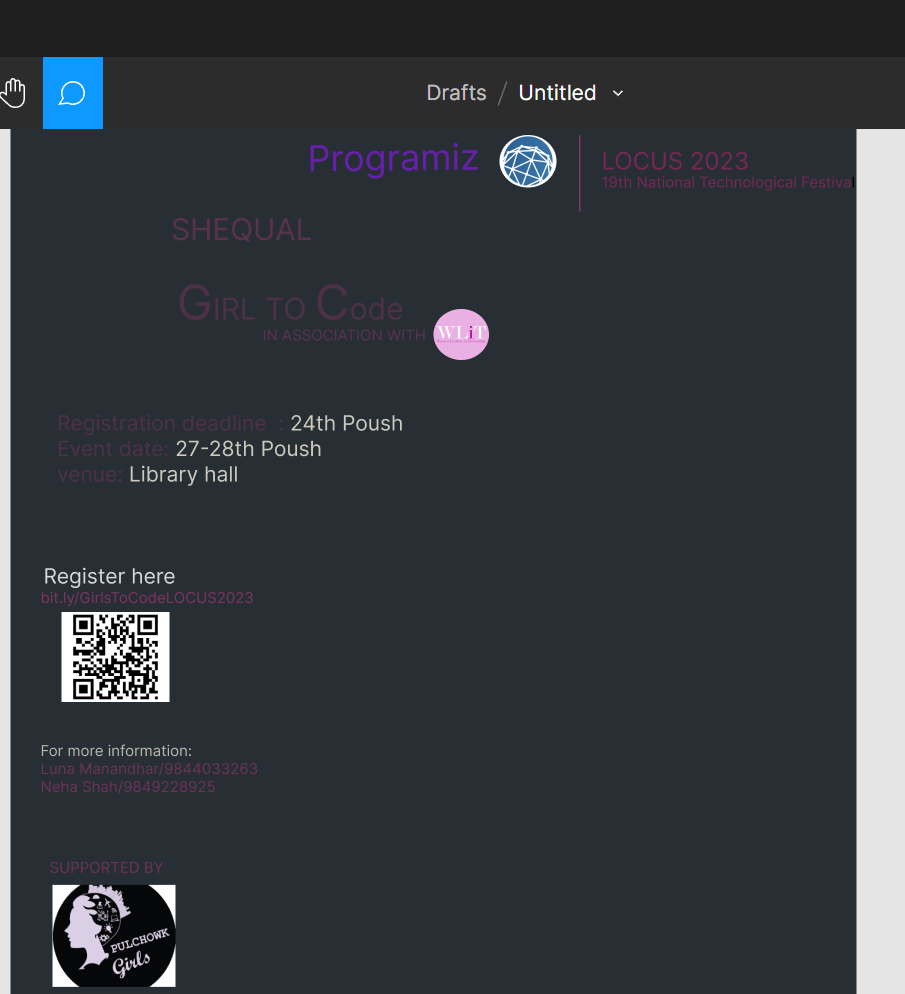 Drafts / Untitled
Programiz
LOCUS 2023
19th National Technological Festival
SHEQUAL
GIRL TO Code
IN ASSOCIATION WITH
WLiT
Registration deadline : 24th Poush
Event date: 27-28th Poush
venue: Library hall
Register here
bit.ly/GirlsToCodeLOCUS2023
For more information:
Luna Manandhar/9844033263
Neha Shah/9849228925
SUPPORTED BY
PULCHOWK
Girls